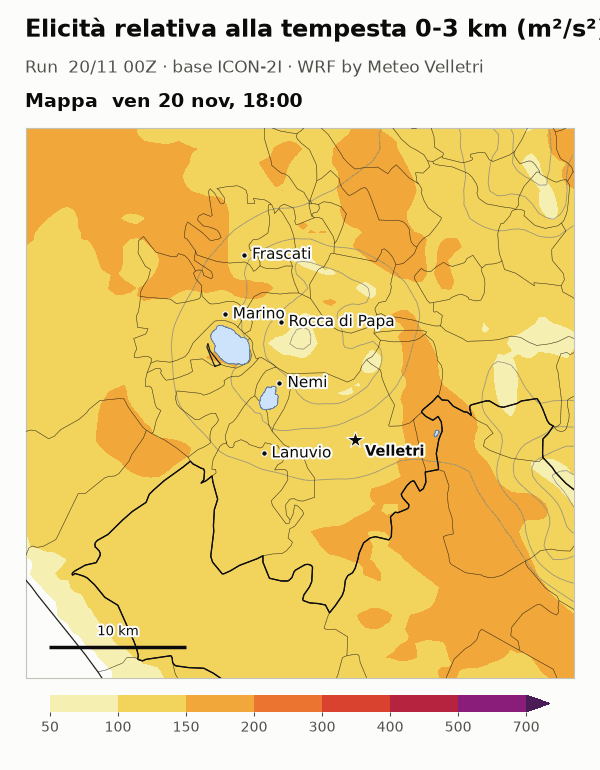 Elicità relativa alla tempesta 0-3 km (m²/s²)
Run  20/11 00Z · base ICON-2I · WRF by Meteo Velletri
Mappa  ven 20 nov, 18:00
Frascati
Marino
Rocca di Papa
Nemi
Velletri
Lanuvio
10 km
50 100 150 200 300 400 500 700